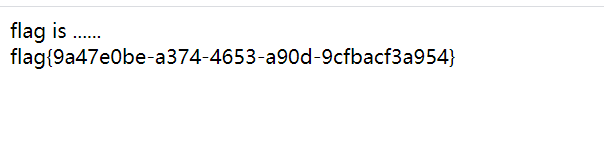 flag is ......
flag{9a47e0be-a374-4653-a90d-9cfbacf3a954}